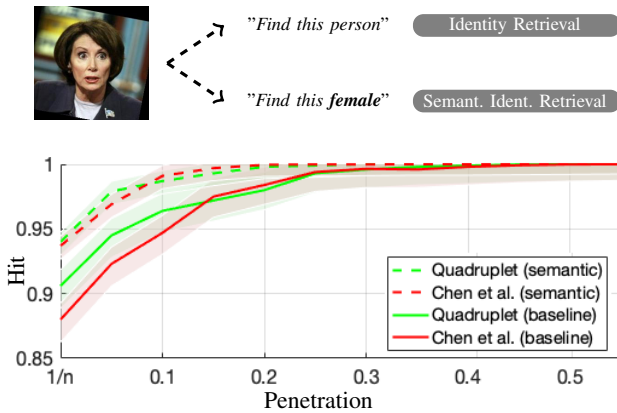 "Find this person"
Identity Retrieval
"Find this female"
Semant. Ident. Retrieval
1
0.95
0.9
0.85
Hit
Quadruplet (semantic)
Chen et al. (semantic)
Quadruplet (baseline)
Chen et al. (baseline)
1/n
0.1
0.2
0.3
0.4
0.5
Penetration